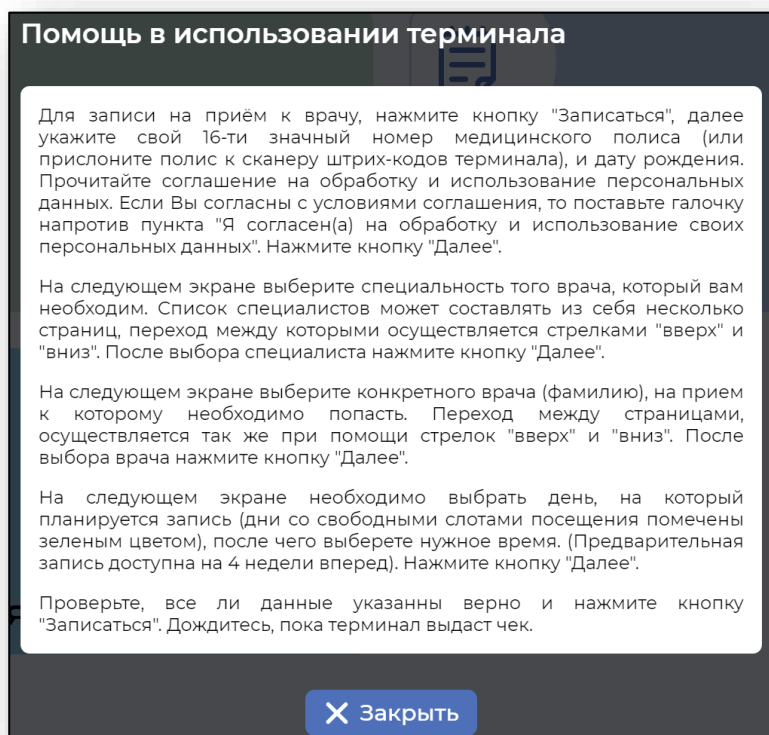 Помощь в использовании терминала
Для записи на приём к врачу, нажмите кнопку "Записаться", далее
укажите свой 16-ти значный номер медицинского полиса (или
прислоните полис к сканеру штрих-кодов терминала), и дату рождения.
Прочитайте соглашение на обработку и использование персональных
данных. Если Вы согласны с условиями соглашения, то поставьте галочку
напротив пункта "Я согласен(а) на обработку и использование своих
персональных данных". Нажмите кнопку "Далее".
На следующем экране выберите специальность того врача, который вам
необходим. Список специалистов может составлять из себя несколько
страниц, переход между которыми осуществляется стрелками "вверх" и
"вниз". После выбора специалиста нажмите кнопку "Далее".
На следующем экране выберите конкретного врача (фамилию), на прием
к которому необходимо попасть. Переход между страницами,
осуществляется так же при помощи стрелок "вверх" и "вниз". После
выбора врача нажмите кнопку "Далее".
На следующем экране необходимо выбрать день, на который
планируется запись (дни со свободными слотами посещения помечены
зеленым цветом), после чего выберете нужное время. (Предварительная
запись доступна на 4 недели вперед). Нажмите кнопку "Далее".
Проверьте, все ли данные указанны верно и нажмите кнопку
"Записаться". Дождитесь, пока терминал выдаст чек.
Закрыть